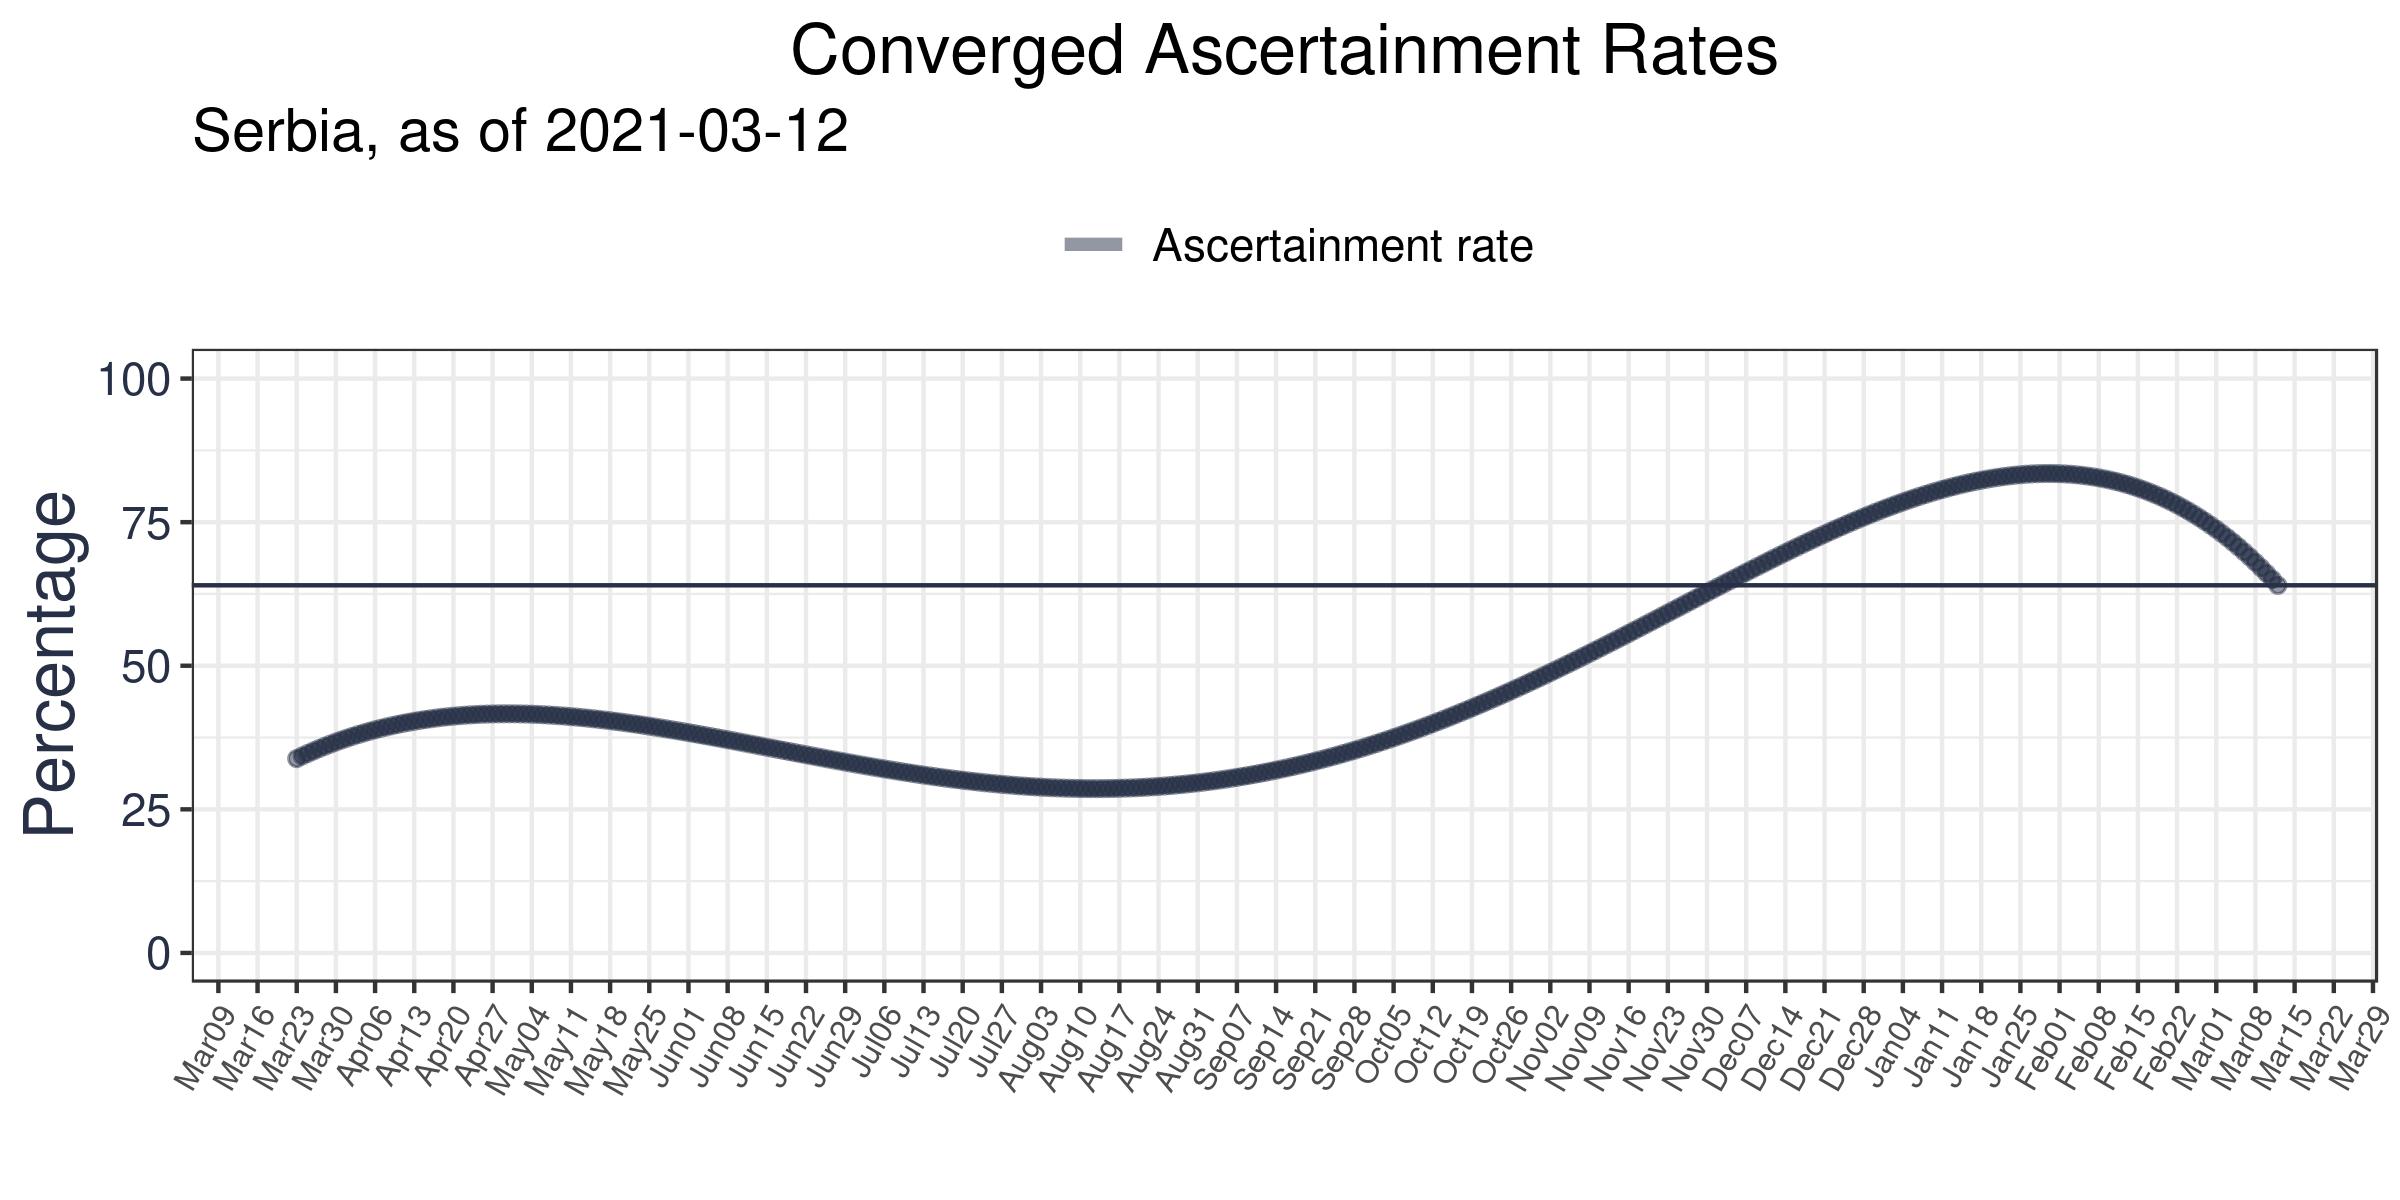 Converged Ascertainment Rates
Serbia, as of 2021-03-12
Ascertainment rate
Percentage
100
75
50
25
0
Mar09 Mar16 Mar23 Mar30 Apr06 Apr13 Apr20 Apr27 May04 May11 May18 May25 Jun01 Jun08 Jun15 Jun22 Jun29 Jul06 Jul13 Jul20 Jul27 Aug03 Aug10 Aug17 Aug24 Aug31 Sep07 Sep14 Sep21 Sep28 Oct05 Oct12 Oct19 Oct26 Nov02 Nov09 Nov16 Nov23 Nov30 Dec07 Dec14 Dec21 Dec28 Jan04 Jan11 Jan18 Jan25 Feb01 Feb08 Feb15 Feb22 Mar01 Mar08 Mar15 Mar22 Mar29